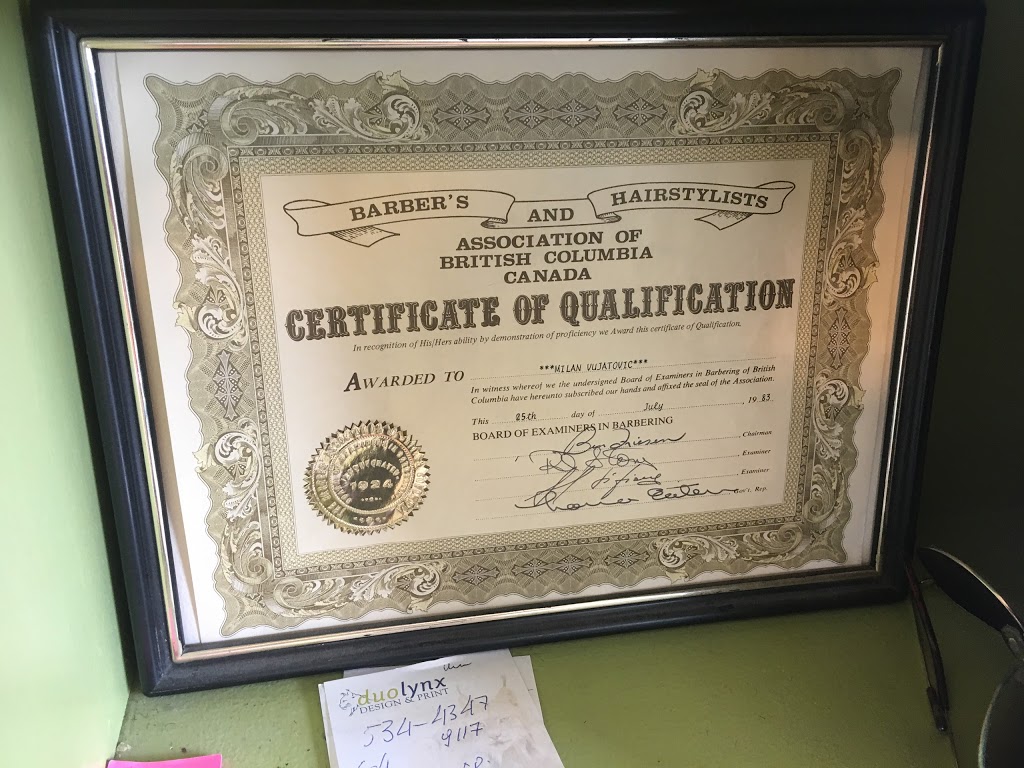 BARBER'S AND HAIRSTYLISTS
ASSOCIATION OF
BRITISH COLUMBIA
CANADA
CERTIFICATE OF QUALIFICATION
In recognition of His/Hers ability by demonstration of proficiency we Award this certificate of Qualification.
AWARDED TO ***MILAN VUJATOVIC***
In witness whereof we the undersigned Board of Examiners in Barbering of British
Columbia have hereunto subscribed our hands and affixed the seal of the Association.
This 25th day of July, 1983.
BOARD OF EXAMINERS IN BARBERING
, Chairman
, Examiner
, Examiner
Gov't. Rep.
1924
duolynx
DESIGN & PRINT
534-4347
9117